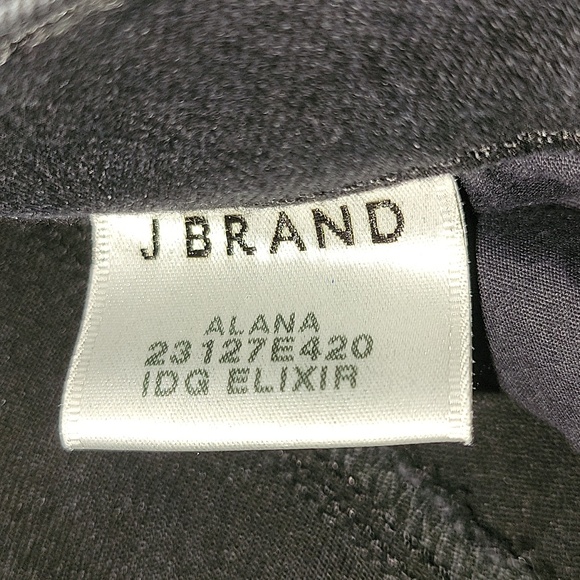 J BRAND
ALANA
23127E420
IDG ELIXIR